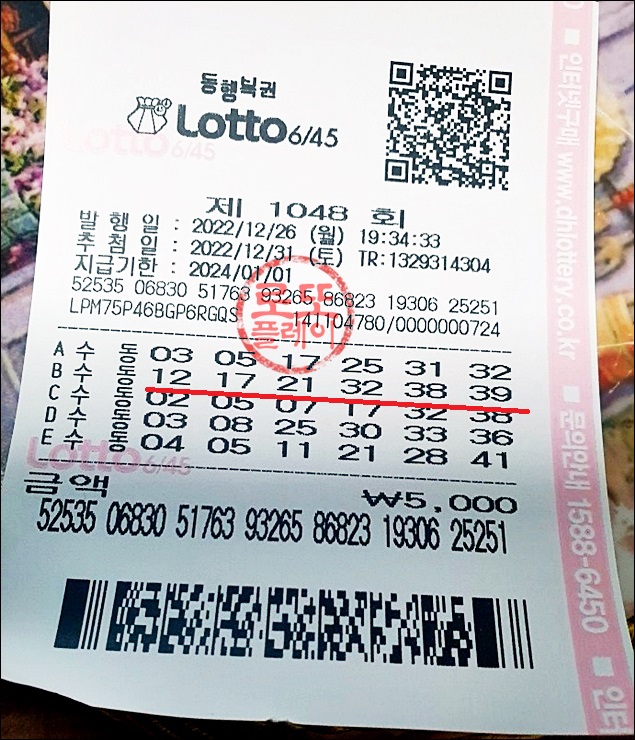 동행복권
Lotto 6/45
제 1048 회
발 행 일 : 2022/12/26 (월) 19:34:33
추 첨 일 : 2022/12/31 (토) TR:1329314304
지급기한 : 2024/01/01
52535 06830 51763 93265 86823 19306 25251
LPM75P46BGP6RGQS 141T04780/0000000724
로또
플레이
A 수 동 03 05 17 25 31 32
B 수 동 12 17 21 32 38 39
C 수 동 02 05 07 17 32 38
D 수 동 03 08 25 30 33 36
E 수 동 04 05 11 21 28 41
금액 ₩5,000
52535 06830 51763 93265 86823 19306 25251
Lotto 6/45
Lotto 6/45
■ 인터넷구매 www.dhlottery.co.kr ■ 문의안내 1588-6450 ■ 인터